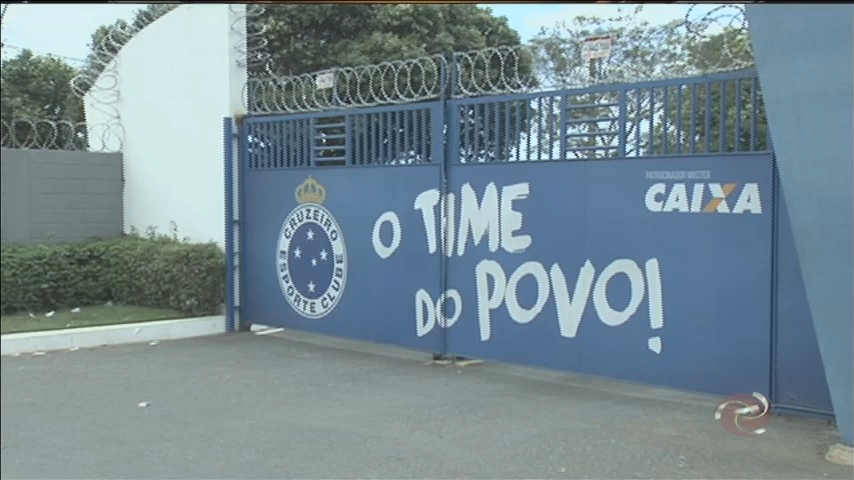 CRUZEIRO
ESPORTE CLUBE
O TIME
DO POVO!
PATROCINADOR MASTER
CAIXA